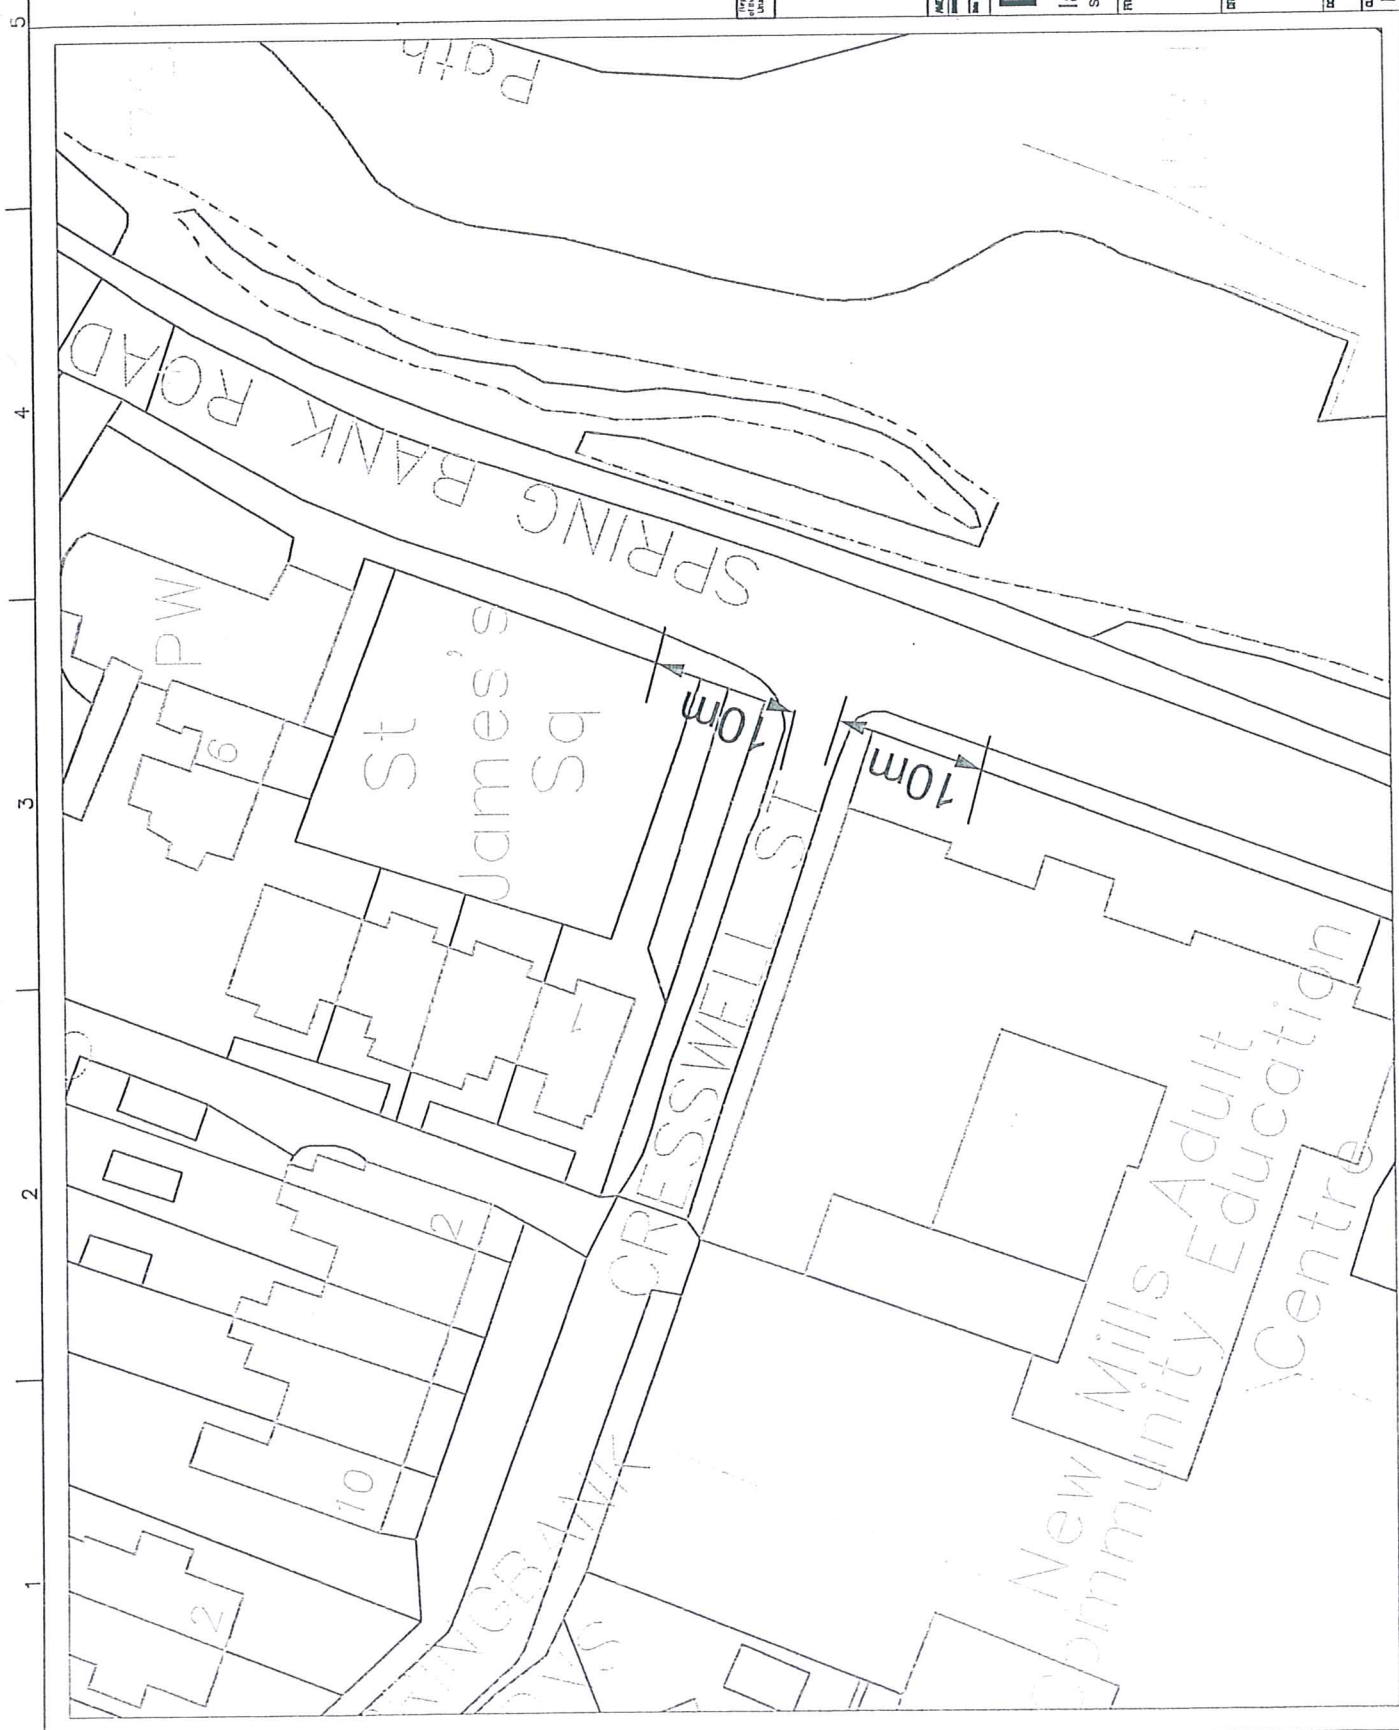 5
4
3
2
1
Path
SPRING BANK ROAD
PW
6
St
James's
Sq
10m
10m
CRESSWELL ST
1
2
10
2
New Mills Adult
Community Education
Centre